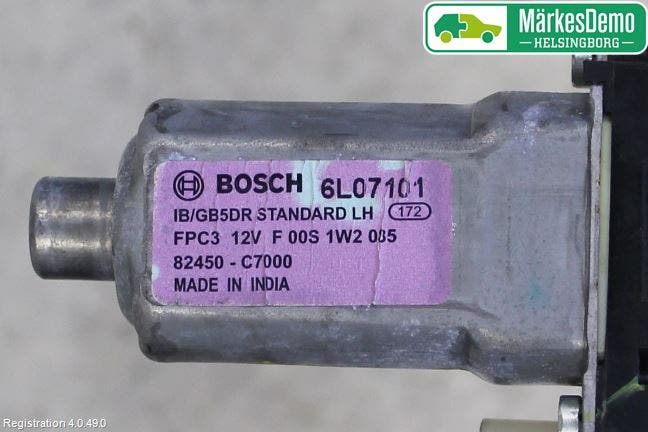 MärkesDemo
HELSINGBORG
BOSCH 6L07101
IB/GB5DR STANDARD LH 172
FPC3 12V F 00S 1W2 085
82450 - C7000
MADE IN INDIA
Registration 4.0.49.0